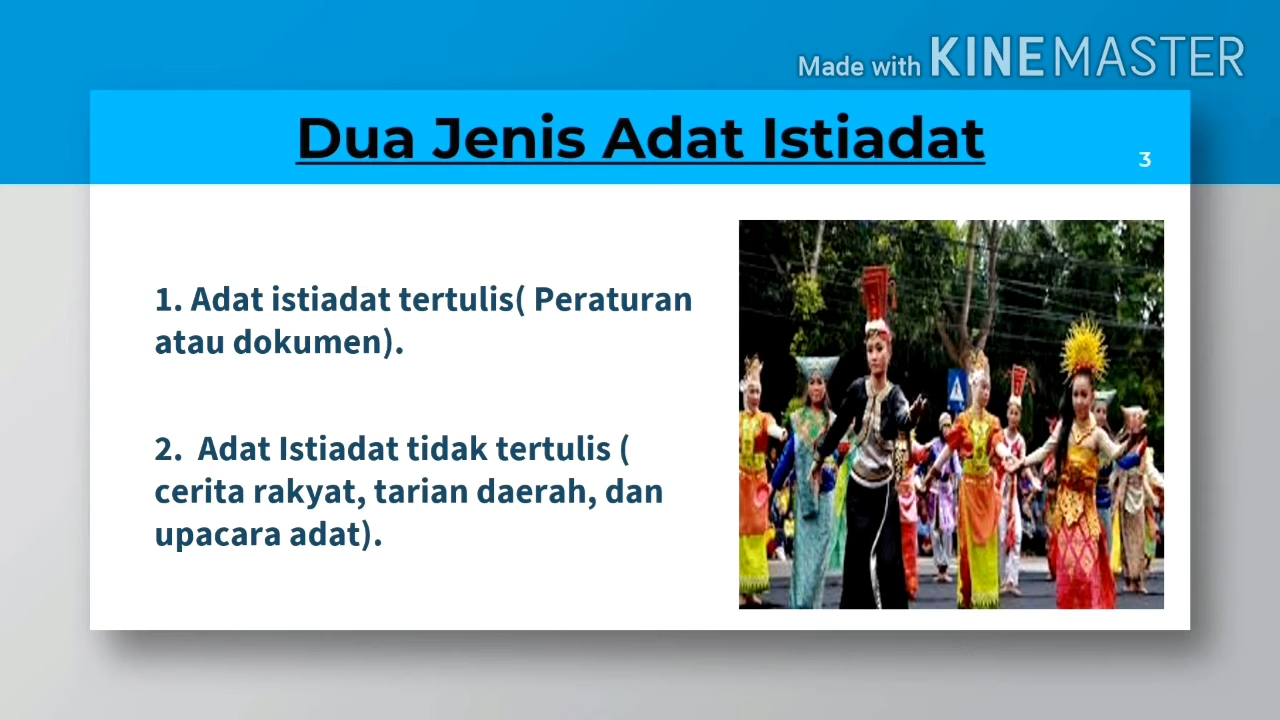 Made with KINEMASTER
Dua Jenis Adat Istiadat
3
1. Adat istiadat tertulis( Peraturan
atau dokumen).
2.  Adat Istiadat tidak tertulis (
cerita rakyat, tarian daerah, dan
upacara adat).